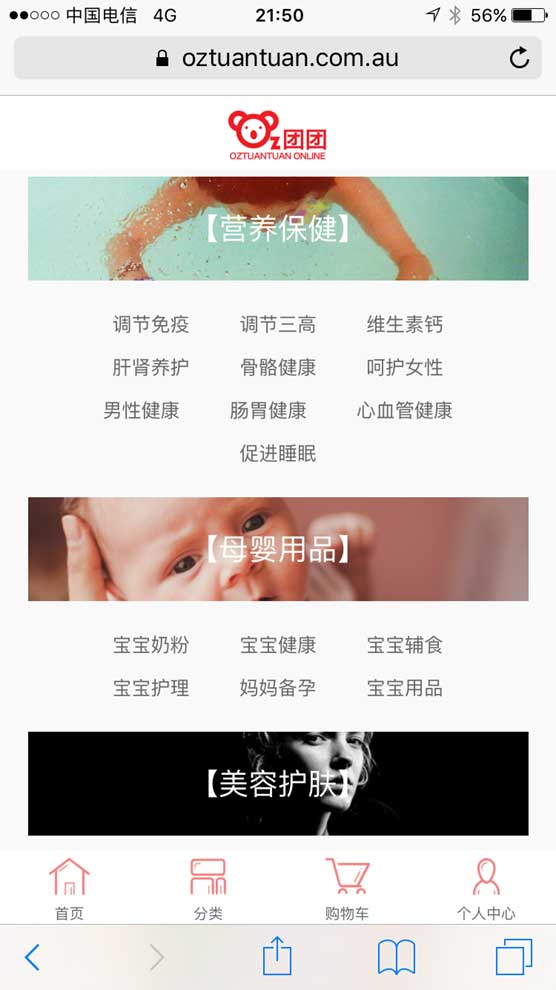 中国电信 4G 21:50 56%
oztuantuan.com.au
Oz团团
OZTUANTUAN ONLINE
【营养保健】
调节免疫 调节三高 维生素钙
肝肾养护 骨骼健康 呵护女性
男性健康 肠胃健康 心血管健康
促进睡眠
【母婴用品】
宝宝奶粉 宝宝健康 宝宝辅食
宝宝护理 妈妈备孕 宝宝用品
【美容护肤】
首页 分类 购物车 个人中心